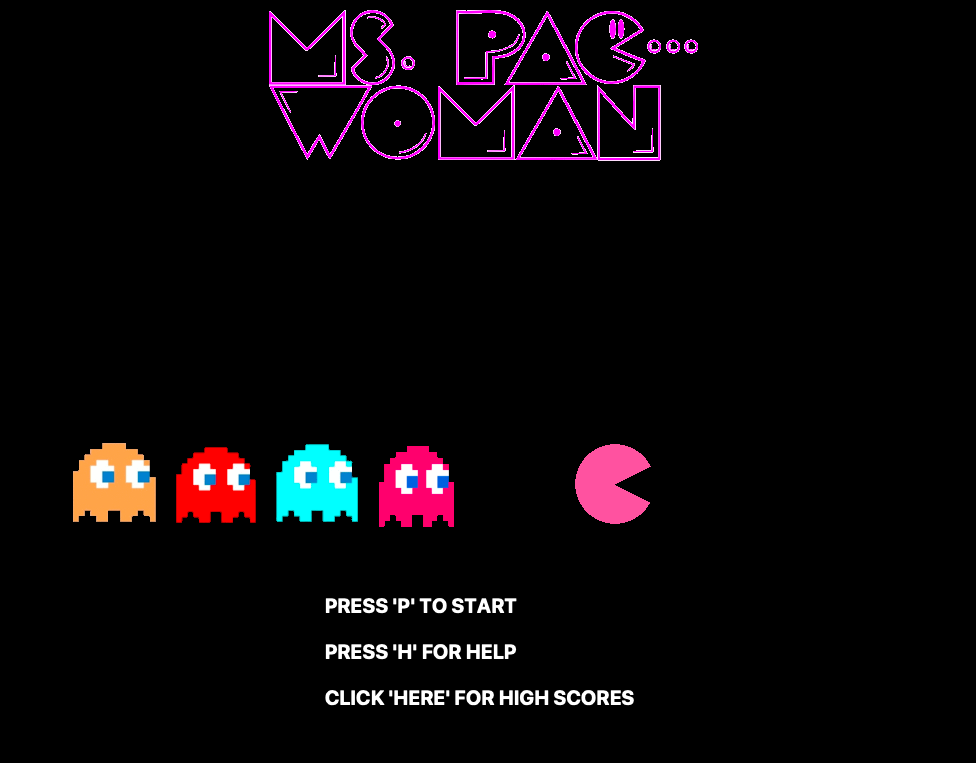 MS. PAC...
WOMAN
PRESS 'P' TO START
PRESS 'H' FOR HELP
CLICK 'HERE' FOR HIGH SCORES